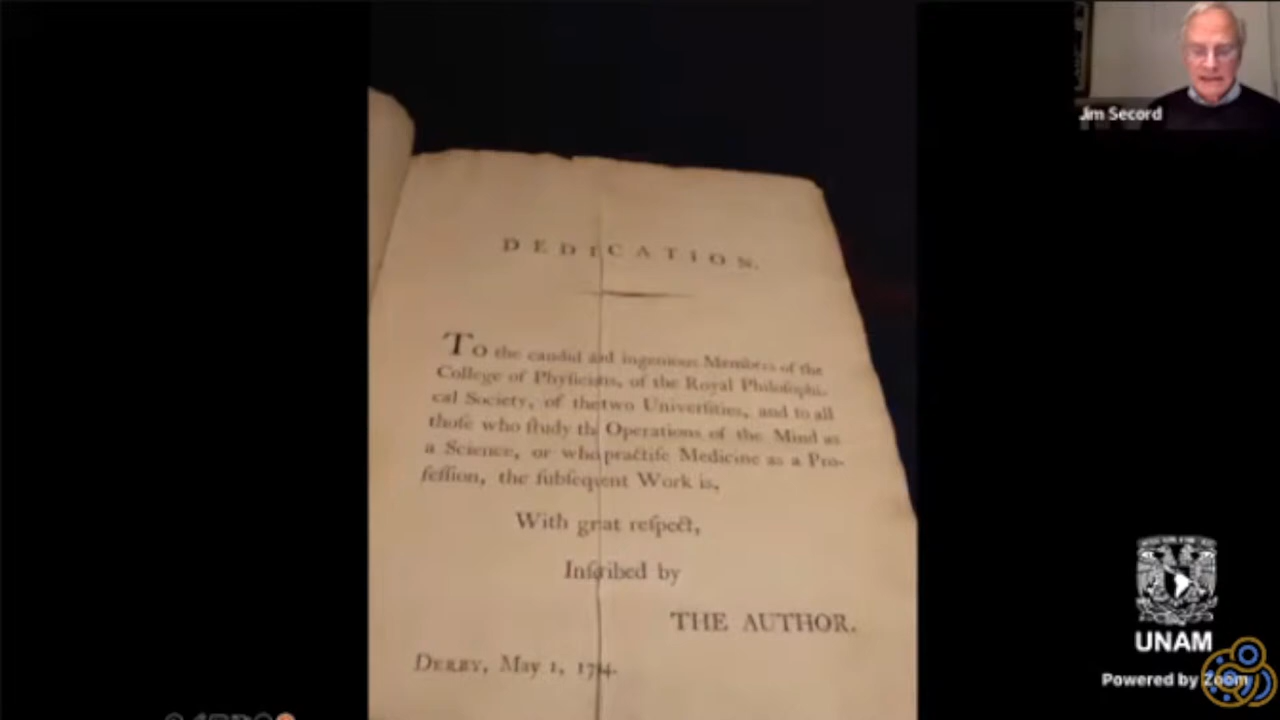 Jim Secord
DEDICATION.
To the candid and ingenious Members of the
College of Phyſicians, of the Royal Philoſophi-
cal Society, of the two Univerſities, and to all
thoſe who ſtudy the Operations of the Mind as
a Science, or who practiſe Medicine as a Pro-
feſſion, the ſubſequent Work is,
With great reſpect,
Inſcribed by
THE AUTHOR.
DERBY, May 1, 1794.
UNAM
Powered by Zoom